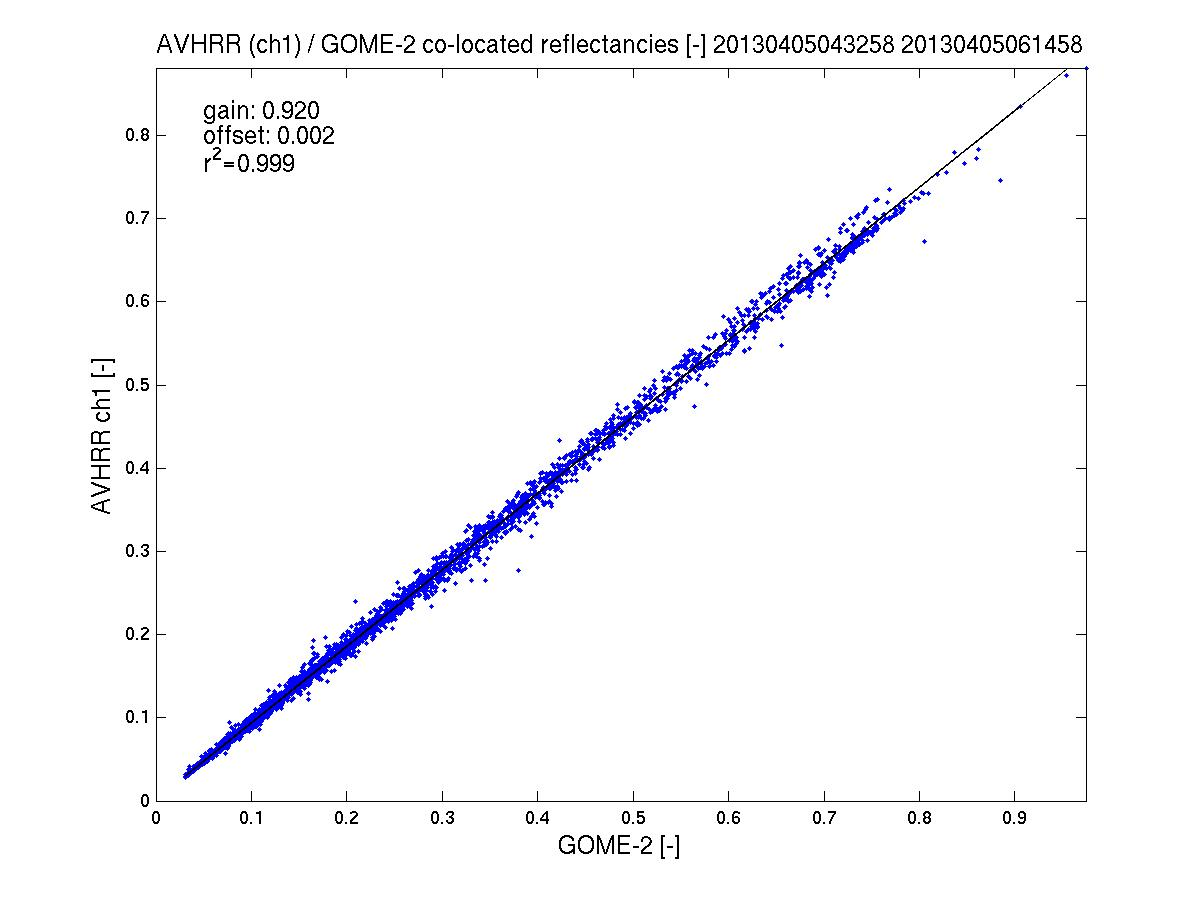 AVHRR (ch1) / GOME-2 co-located reflectancies [-] 20130405043258 20130405061458
gain: 0.920
offset: 0.002
r²=0.999
0.8
0.7
0.6
0.5
0.4
0.3
0.2
0.1
0
AVHRR ch1 [-]
0 0.1 0.2 0.3 0.4 0.5 0.6 0.7 0.8 0.9
GOME-2 [-]